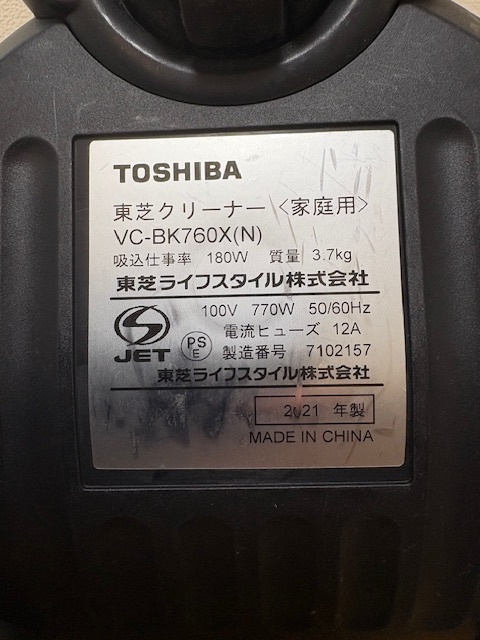 TOSHIBA
東芝クリーナー〈家庭用〉
VC-BK760X(N)
吸込仕事率 180W 質量 3.7kg
東芝ライフスタイル株式会社
100V 770W 50/60Hz
電流ヒューズ 12A
JET PS E 製造番号 7102157
東芝ライフスタイル株式会社
2021 年製
MADE IN CHINA